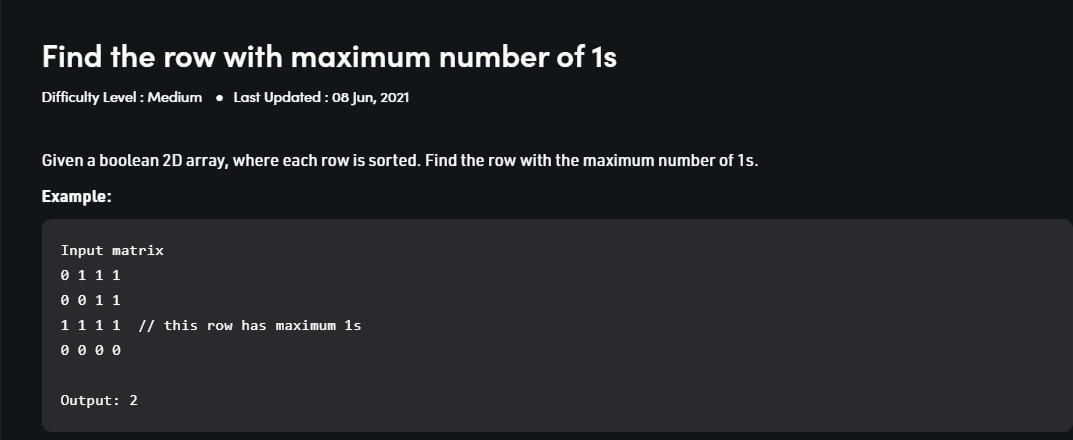 Find the row with maximum number of 1s
Difficulty Level : Medium ● Last Updated : 08 Jun, 2021
Given a boolean 2D array, where each row is sorted. Find the row with the maximum number of 1s.
Example:
Input matrix
0 1 1 1
0 0 1 1
1 1 1 1  // this row has maximum 1s
0 0 0 0
Output: 2